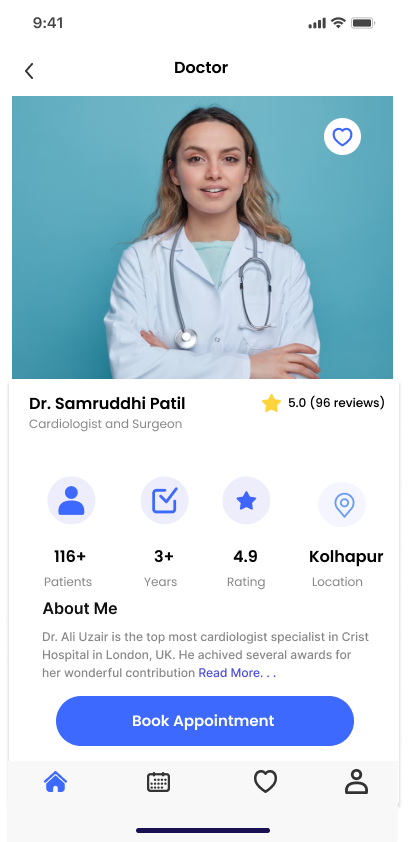 9:41
Doctor
Dr. Samruddhi Patil
5.0 (96 reviews)
Cardiologist and Surgeon
116+ 3+ 4.9 Kolhapur
Patients Years Rating Location
About Me
Dr. Ali Uzair is the top most cardiologist specialist in Crist
Hospital in London, UK. He achived several awards for
her wonderful contribution Read More. . .
Book Appointment